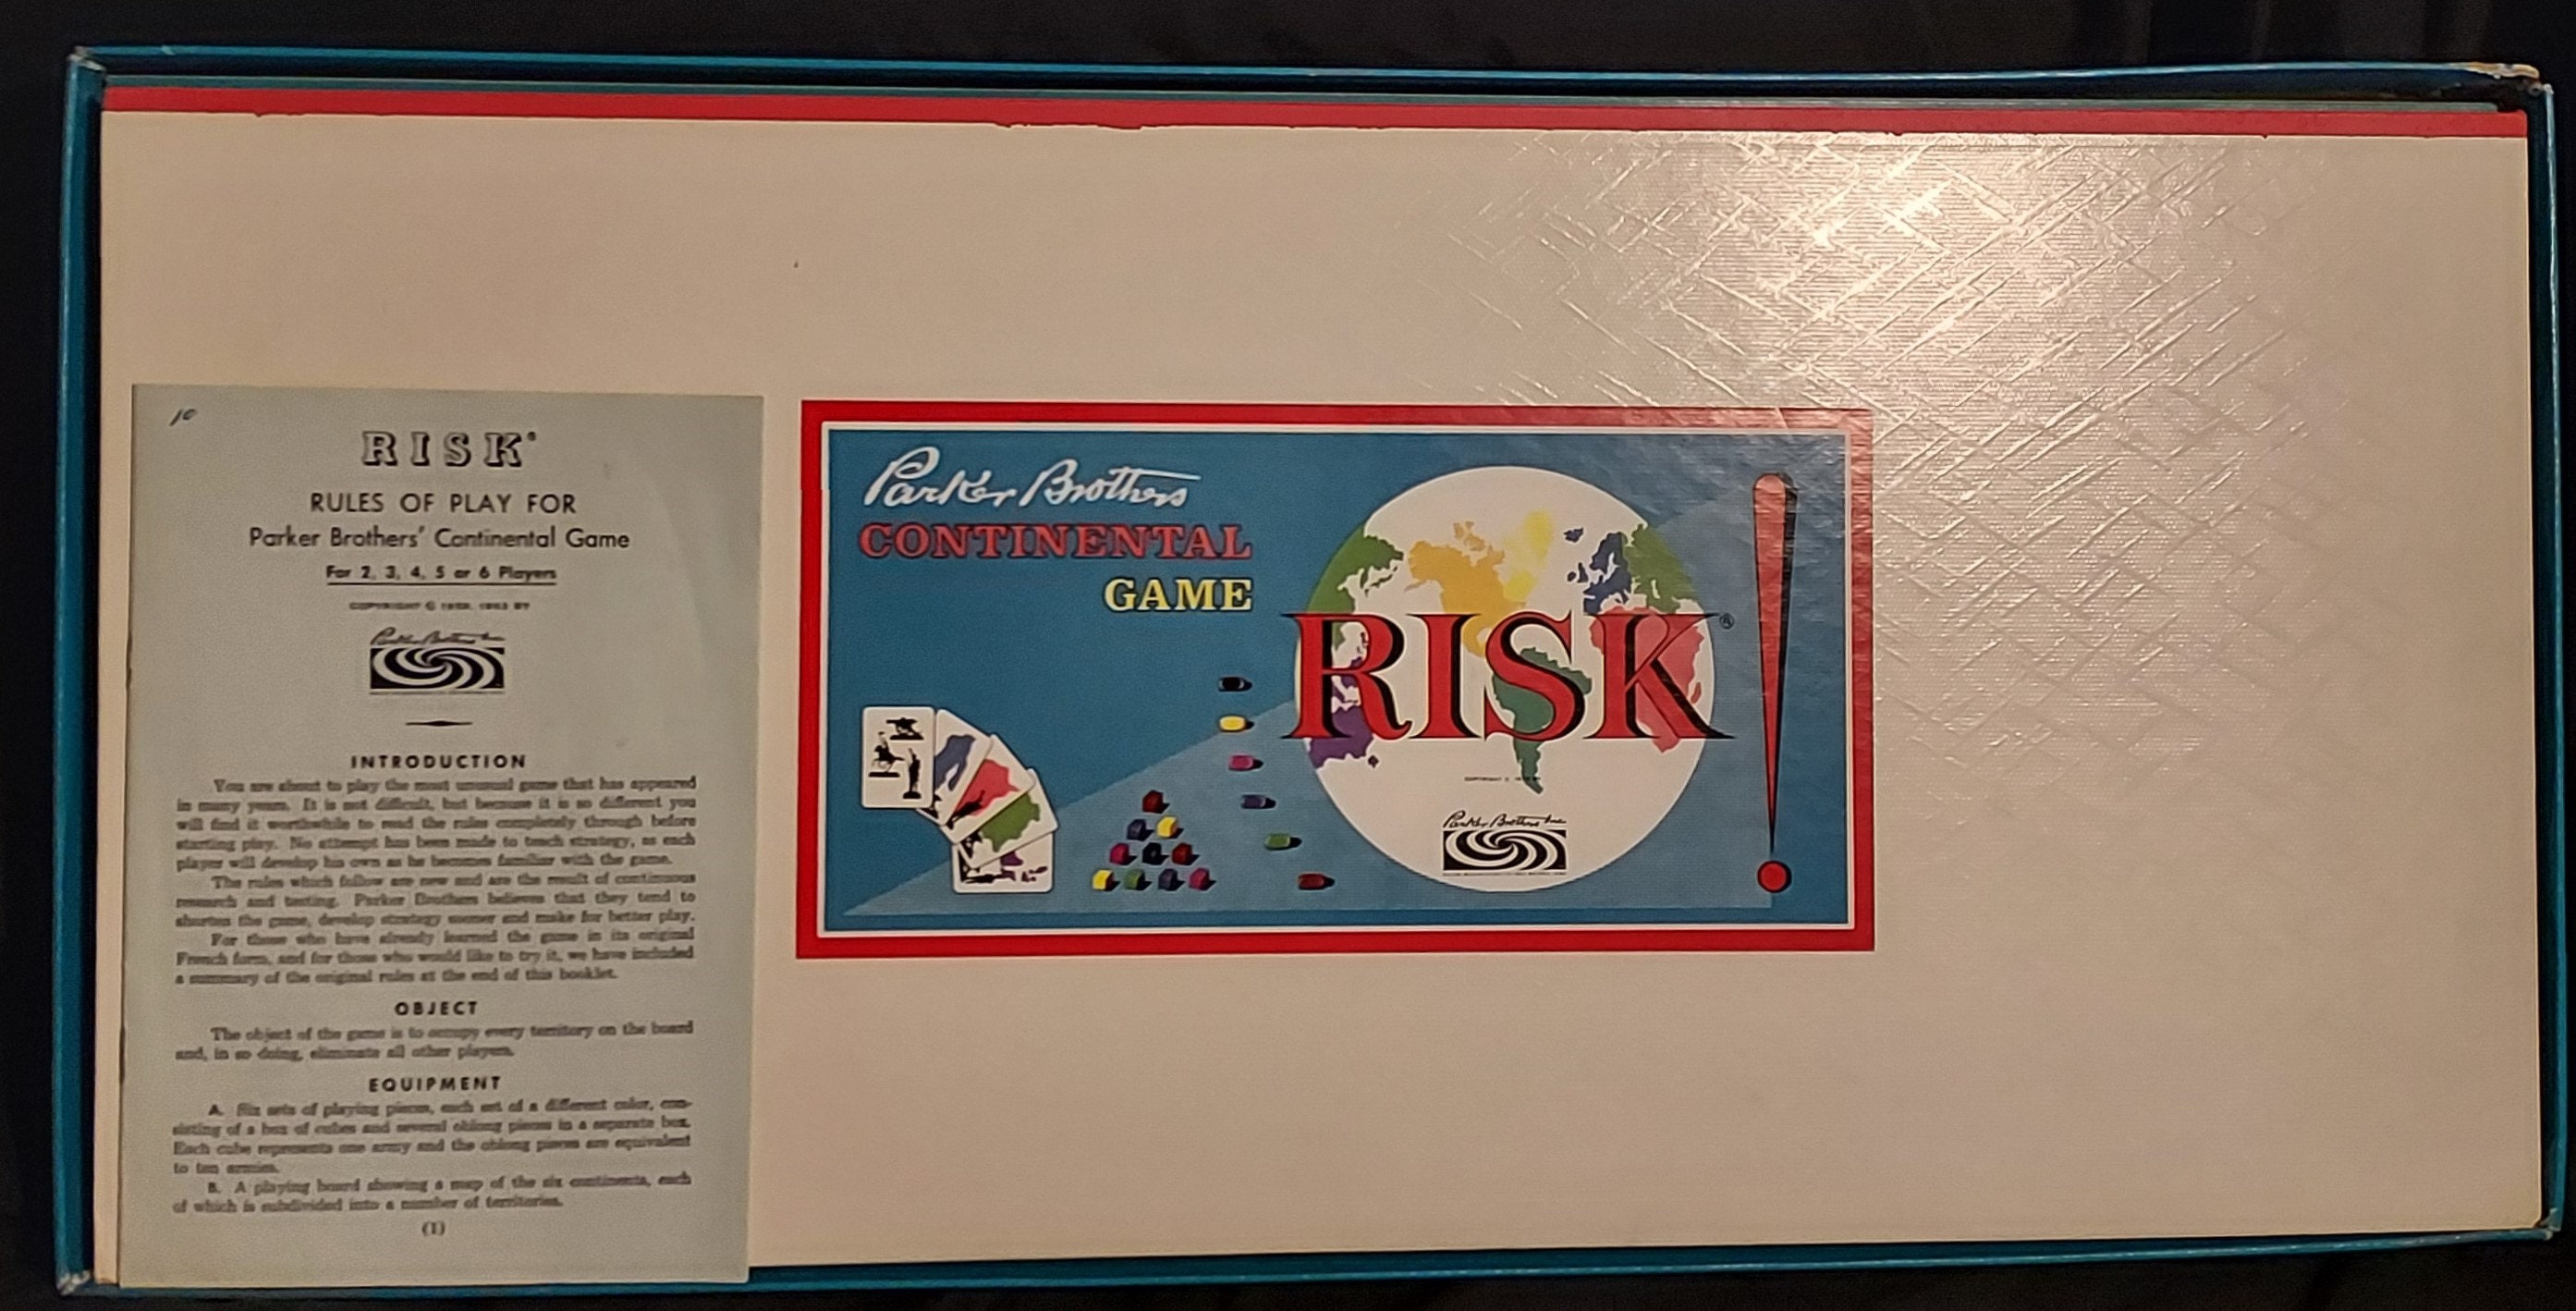 10
RISK®
RULES OF PLAY FOR
Parker Brothers' Continental Game
For 2, 3, 4, 5 or 6 Players
COPYRIGHT © 1959, 1963 BY
Parker Brothers Inc
INTRODUCTION
You are about to play the most unusual game that has appeared
in many years. It is not difficult, but because it is so different you
will find it worthwhile to read the rules completely through before
starting play. No attempt has been made to teach strategy, as each
player will develop his own as he becomes familiar with the game.
The rules which follow are new and are the result of continuous
research and testing. Parker Brothers believes that they tend to
shorten the game, develop strategy sooner and make for better play.
For those who have already learned the game in its original
French form, and for those who would like to try it, we have included
a summary of the original rules at the end of this booklet.
OBJECT
The object of the game is to occupy every territory on the board
and, in so doing, eliminate all other players.
EQUIPMENT
A. Six sets of playing pieces, each set of a different color, con-
sisting of a box of cubes and several oblong pieces in a separate box.
Each cube represents one army and the oblong pieces are equivalent
to ten armies.
B. A playing board showing a map of the six continents, each
of which is subdivided into a number of territories.
(1)
Parker Brothers
CONTINENTAL
GAME
RISK®!
COPYRIGHT ©
Parker Brothers Inc